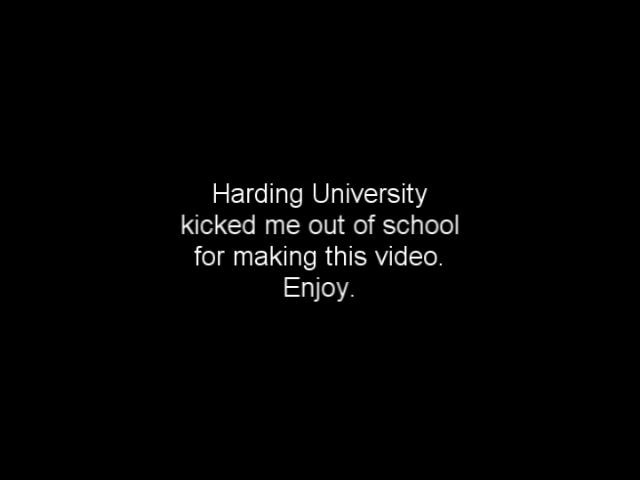 Harding University
kicked me out of school
for making this video.
Enjoy.